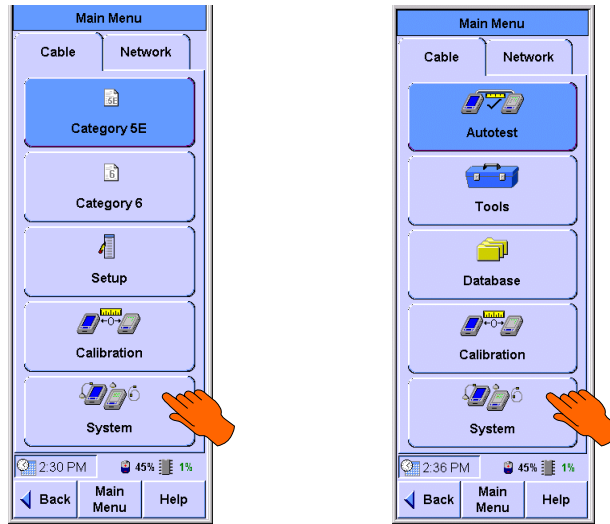 Main Menu
Cable Network
5E
Category 5E
6
Category 6
Setup
Calibration
System
2:30 PM 45% 1%
Back Main Menu Help
Main Menu
Cable Network
Autotest
Tools
Database
Calibration
System
2:36 PM 45% 1%
Back Main Menu Help